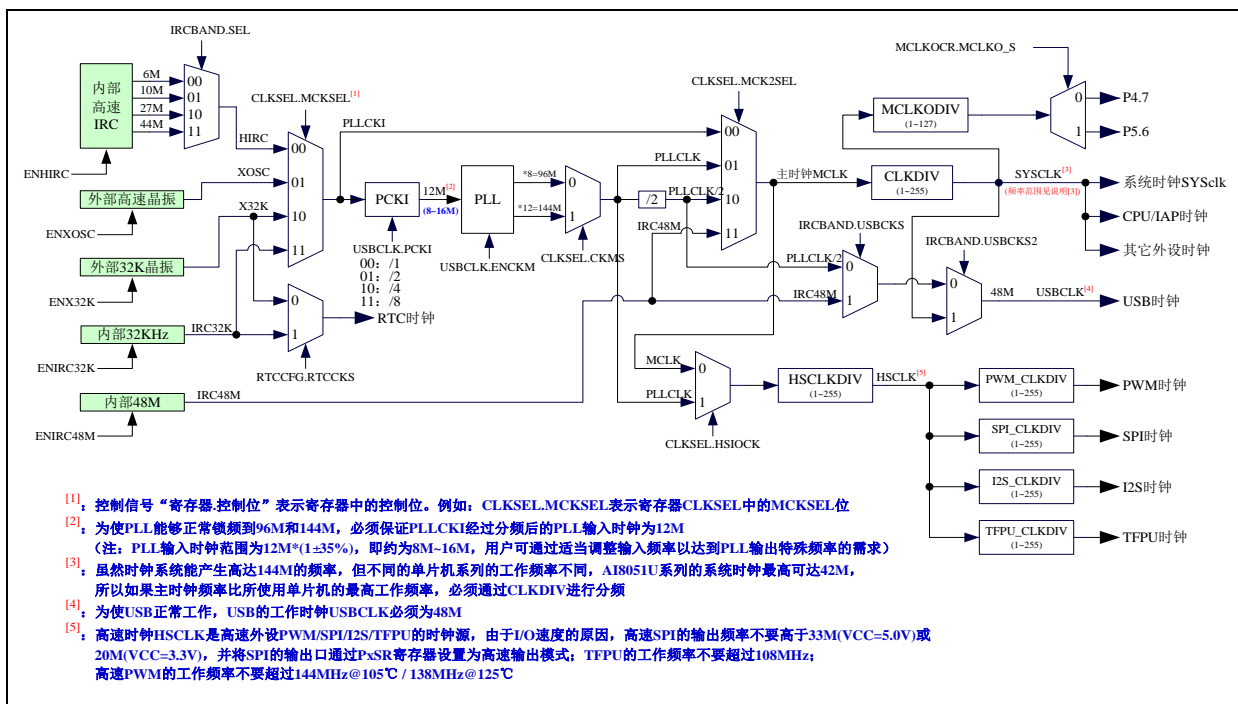 IRCBAND.SEL
MCLKOCR.MCLKO_S
内部
高速
IRC
6M
10M
27M
44M
00
01
10
11
CLKSEL.MCKSEL[1]
CLKSEL.MCK2SEL
HIRC
PLLCKI
MCLKODIV
(1~127)
0
1
P4.7
P5.6
ENHIRC
XOSC
外部高速晶振
ENXOSC
X32K
外部32K晶振
ENX32K
00
01
10
11
PCKI
12M[2]
(8~16M)
USBCLK.PCKI
00: /1
01: /2
10: /4
11: /8
PLL
*8=96M
*12=144M
USBCLK.ENCKM
0
1
CLKSEL.CKMS
/2
PLLCLK
PLLCLK/2
IRC48M
00
01
10
11
主时钟MCLK
CLKDIV
(1~255)
SYSCLK[3]
(频率范围见说明[3])
系统时钟SYSclk
CPU/IAP时钟
其它外设时钟
IRCBAND.USBCKS
IRCBAND.USBCKS2
PLLCLK/2
IRC48M
0
1
0
1
48M
USBCLK[4]
USB时钟
内部32KHz
IRC32K
ENIRC32K
0
1
RTC时钟
RTCCFG.RTCCKS
内部48M
IRC48M
ENIRC48M
MCLK
PLLCLK
0
1
CLKSEL.HSIOCK
HSCLKDIV
(1~255)
HSCLK[5]
PWM_CLKDIV
(1~255)
PWM时钟
SPI_CLKDIV
(1~255)
SPI时钟
I2S_CLKDIV
(1~255)
I2S时钟
TFPU_CLKDIV
(1~255)
TFPU时钟
[1]：控制信号“寄存器.控制位”表示寄存器中的控制位。例如：CLKSEL.MCKSEL表示寄存器CLKSEL中的MCKSEL位
[2]：为使PLL能够正常锁频到96M和144M，必须保证PLLCKI经过分频后的PLL输入时钟为12M
（注：PLL输入时钟范围为12M*(1±35%)，即约为8M~16M，用户可通过适当调整输入频率以达到PLL输出特殊频率的需求）
[3]：虽然时钟系统能产生高达144M的频率，但不同的单片机系列的工作频率不同，AI8051U系列的系统时钟最高可达42M，
所以如果主时钟频率比所使用单片机的最高工作频率，必须通过CLKDIV进行分频
[4]：为使USB正常工作，USB的工作时钟USBCLK必须为48M
[5]：高速时钟HSCLK是高速外设PWM/SPI/I2S/TFPU的时钟源，由于I/O速度的原因，高速SPI的输出频率不要高于33M(VCC=5.0V)或
20M(VCC=3.3V)，并将SPI的输出口通过PxSR寄存器设置为高速输出模式；TFPU的工作频率不要超过108MHz；
高速PWM的工作频率不要超过144MHz@105℃ / 138MHz@125℃